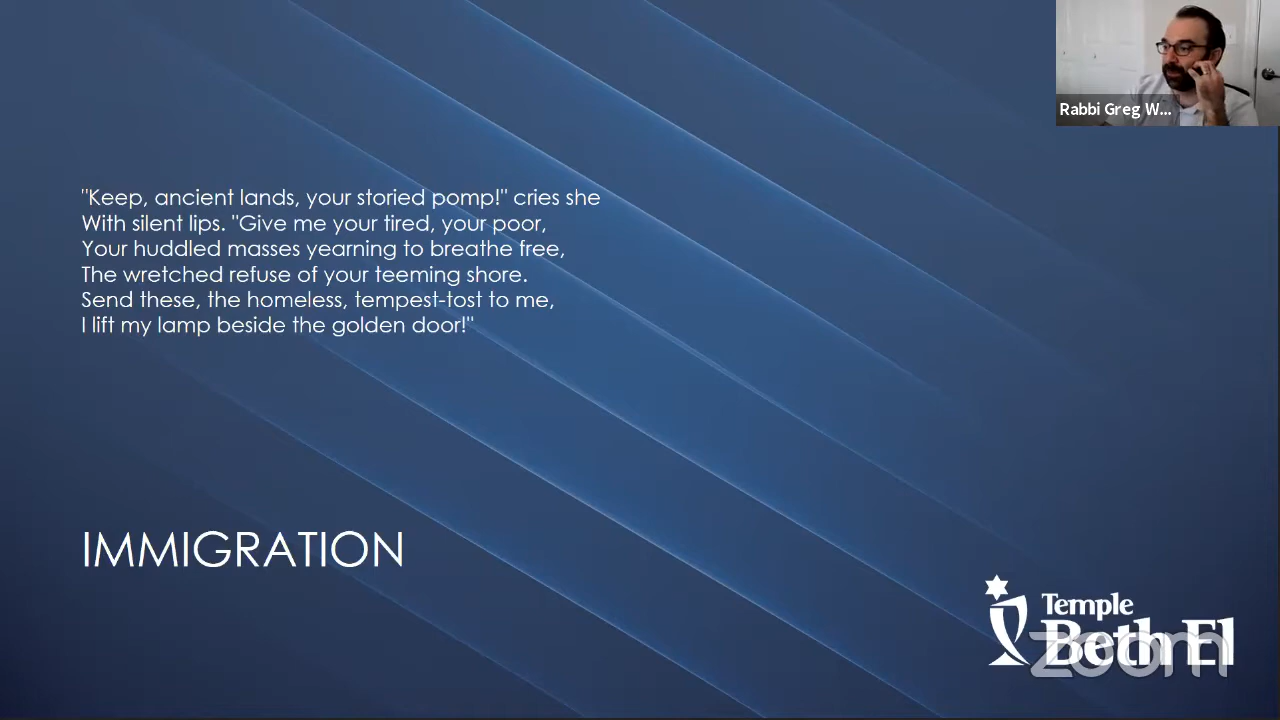 Rabbi Greg W...
"Keep, ancient lands, your storied pomp!" cries she
With silent lips. "Give me your tired, your poor,
Your huddled masses yearning to breathe free,
The wretched refuse of your teeming shore.
Send these, the homeless, tempest-tost to me,
I lift my lamp beside the golden door!"
IMMIGRATION
Temple
Beth El
zoom